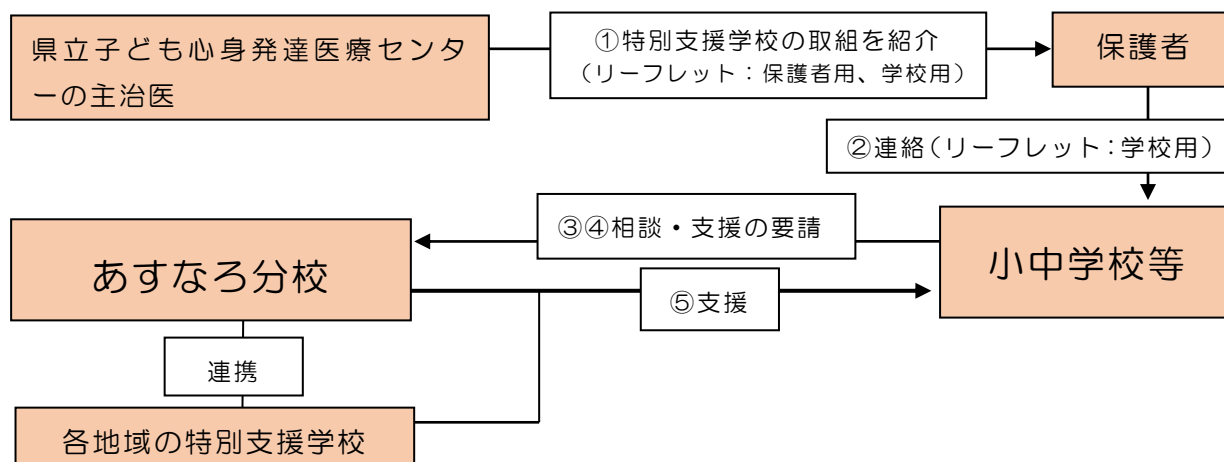 県立子ども心身発達医療センタ
ーの主治医
①特別支援学校の取組を紹介
（リーフレット：保護者用、学校用）
保護者
②連絡（リーフレット：学校用）
③④相談・支援の要請
小中学校等
あすなろ分校
⑤支援
連携
各地域の特別支援学校